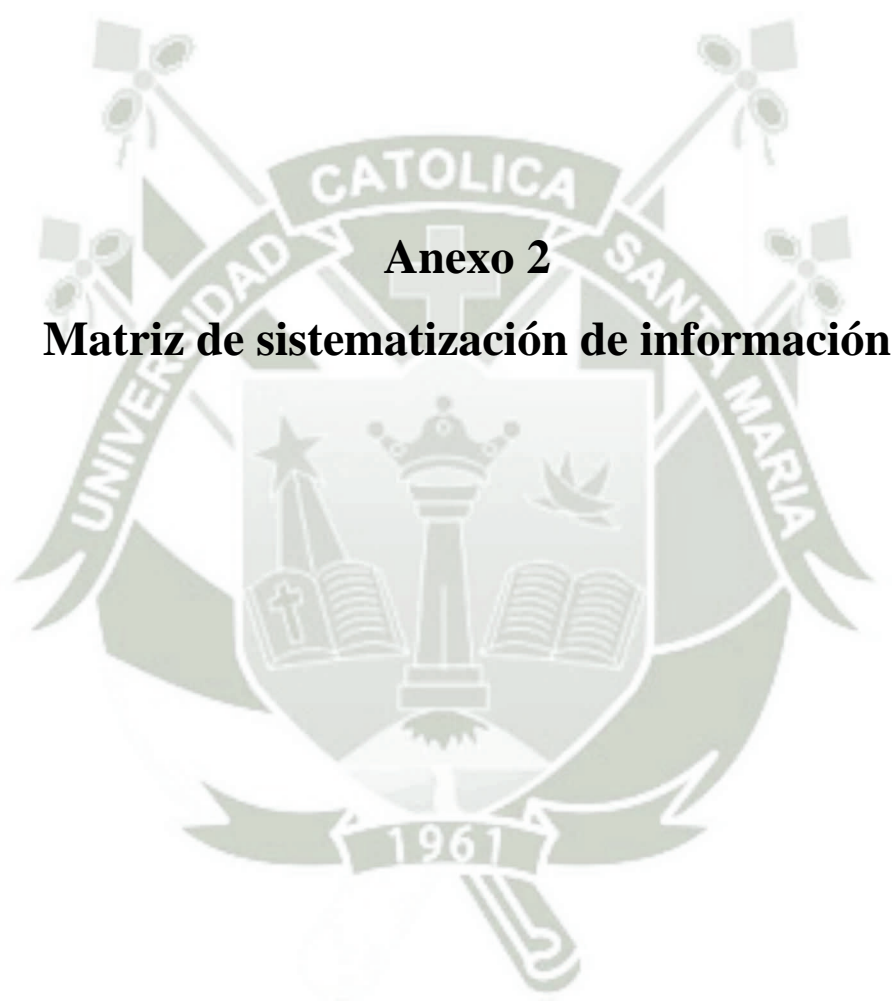 CATOLICA
UNIVERSIDAD
SANTA MARIA
Anexo 2
Matriz de sistematización de información
1961